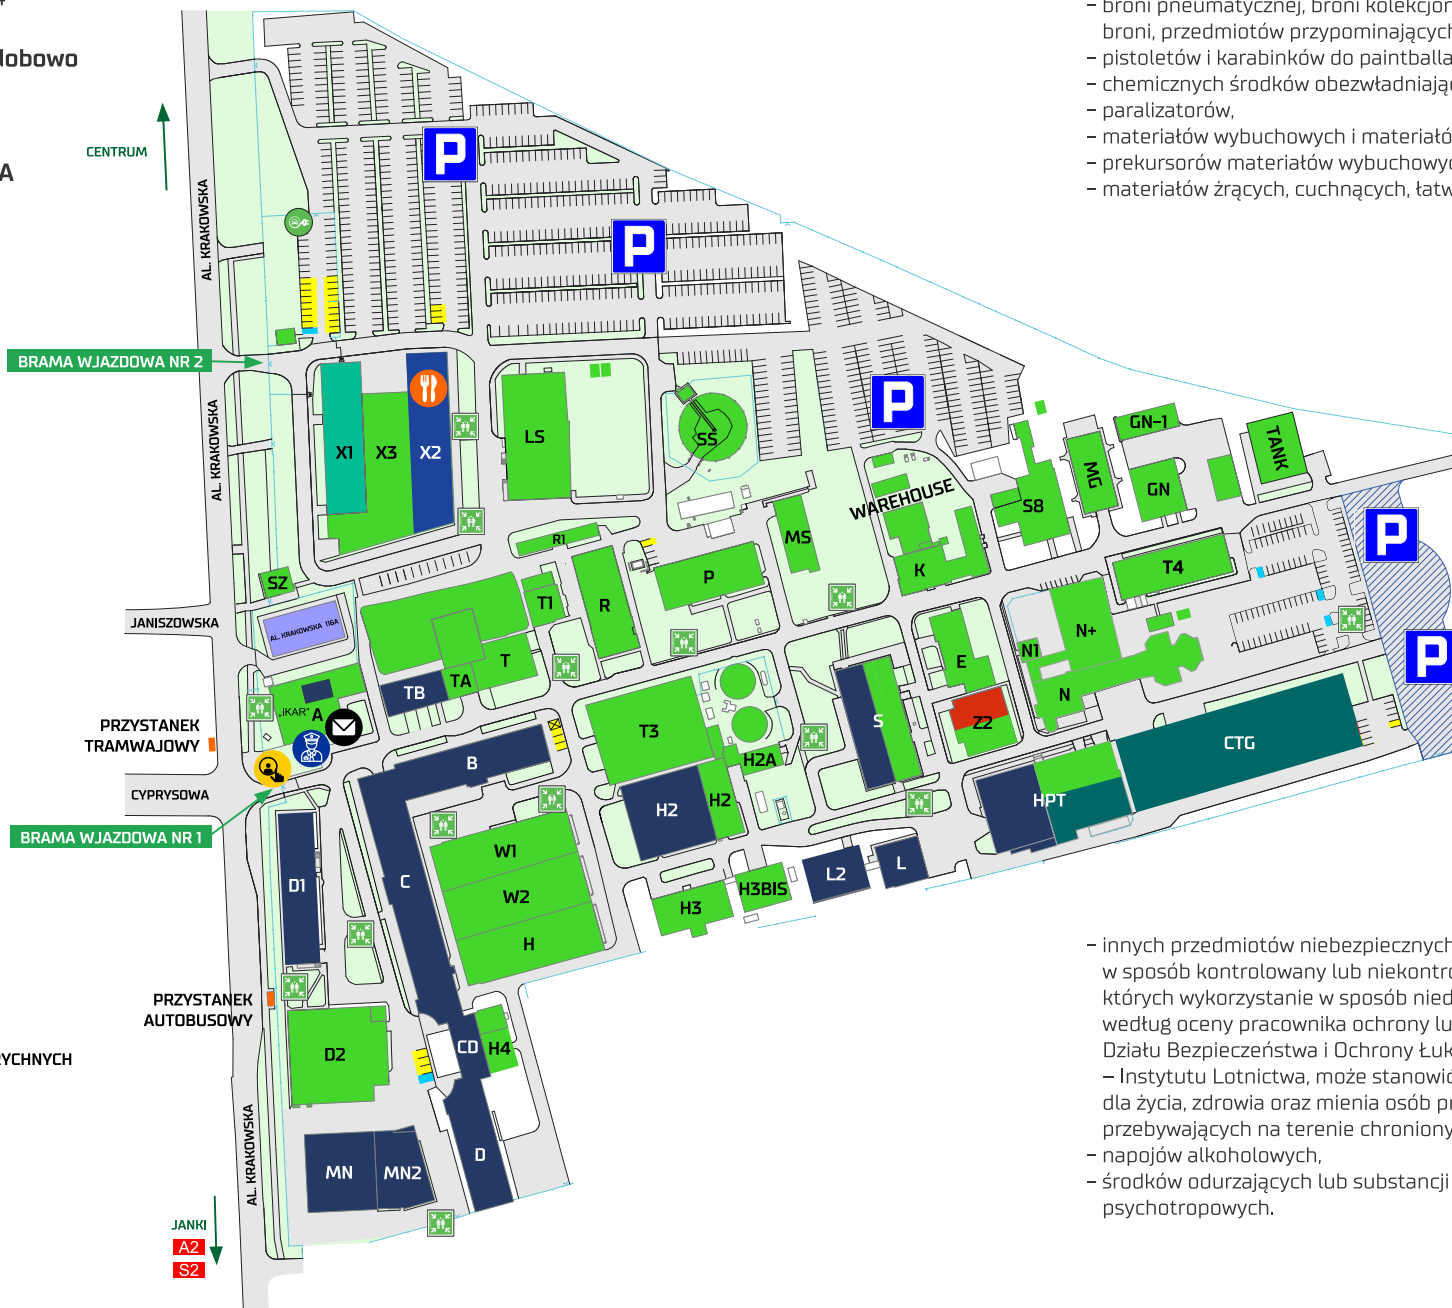 dobowo
A
– broni pneumatycznej, broni kolekcjon
broni, przedmiotów przypominających
– pistoletów i karabinków do paintballa
– chemicznych środków obezwładniając
– paralizatorów,
– materiałów wybuchowych i materiałó
– prekursorów materiałów wybuchowyc
– materiałów żrących, cuchnących, łatw
CENTRUM
AL. KRAKOWSKA
P
P
P
BRAMA WJAZDOWA NR 2
AL. KRAKOWSKA
X1
X3
X2
LS
SS
GN-1
TANK
MG
GN
WAREHOUSE
S8
P
R1
MS
K
T4
SZ
P
T1
R
JANISZOWSKA
AL. KRAKOWSKA 116A
N+
N1
E
T
P
TA
TB
N
„IKAR"
A
S
Z2
PRZYSTANEK
TRAMWAJOWY
T3
CTG
H2A
B
CYPRYSOWA
H2
H2
HPT
BRAMA WJAZDOWA NR 1
W1
L
L2
D1
C
H3BIS
W2
H3
H
– innych przedmiotów niebezpiecznych
w sposób kontrolowany lub niekontro
których wykorzystanie w sposób nied
według oceny pracownika ochrony lu
Działu Bezpieczeństwa i Ochrony Łuk
– Instytutu Lotnictwa, może stanowić
dla życia, zdrowia oraz mienia osób pr
przebywających na terenie chroniony
– napojów alkoholowych,
– środków odurzających lub substancji
psychotropowych.
PRZYSTANEK
AUTOBUSOWY
RYCHNYCH
D2
CD
H4
AL. KRAKOWSKA
D
MN
MN2
JANKI
A2
S2